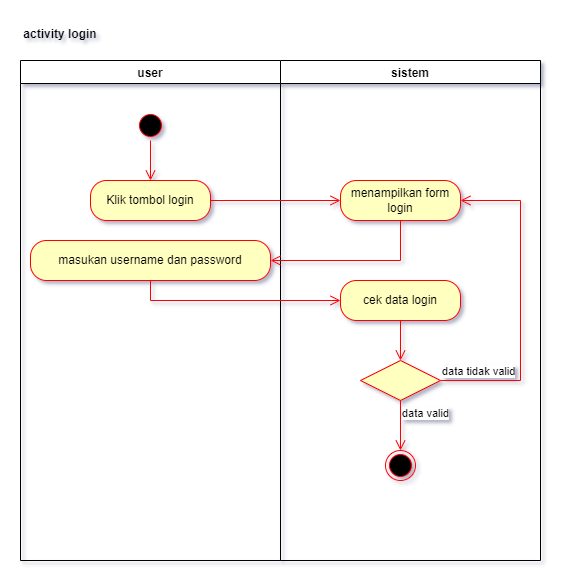 activity login
user
sistem
Klik tombol login
menampilkan form
login
masukan username dan password
cek data login
data tidak valid
data valid